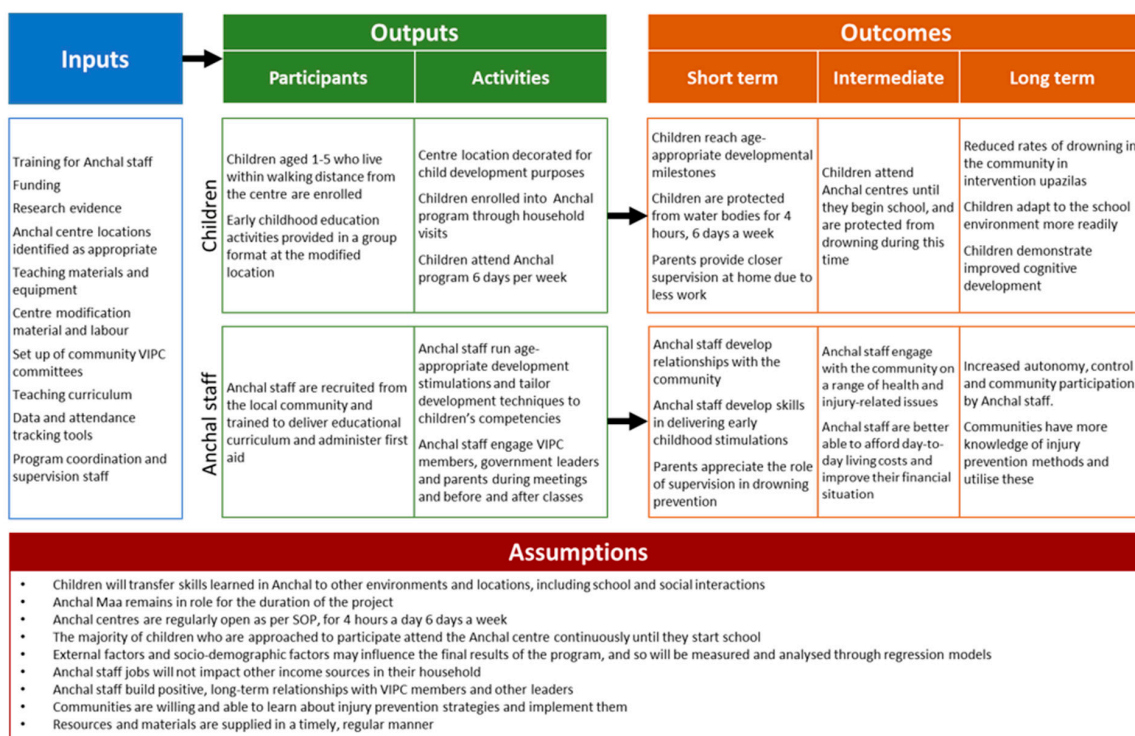 Inputs
Outputs
Participants
Activities
Outcomes
Short term
Intermediate
Long term
Training for Anchal staff
Funding
Research evidence
Anchal centre locations
identified as appropriate
Teaching materials and
equipment
Centre modification
material and labour
Set up of community VIPC
committees
Teaching curriculum
Data and attendance
tracking tools
Program coordination and
supervision staff
Children
Children aged 1-5 who live
within walking distance from
the centre are enrolled
Early childhood education
activities provided in a group
format at the modified
location
Centre location decorated for
child development purposes
Children enrolled into Anchal
program through household
visits
Children attend Anchal
program 6 days per week
Children reach age-
appropriate developmental
milestones
Children are protected
from water bodies for 4
hours, 6 days a week
Parents provide closer
supervision at home due to
less work
Children attend
Anchal centres until
they begin school, and
are protected from
drowning during this
time
Reduced rates of drowning in
the community in
intervention upazilas
Children adapt to the school
environment more readily
Children demonstrate
improved cognitive
development
Anchal staff
Anchal staff are recruited from
the local community and
trained to deliver educational
curriculum and administer first
aid
Anchal staff run age-
appropriate development
stimulations and tailor
development techniques to
children's competencies
Anchal staff engage VIPC
members, government leaders
and parents during meetings
and before and after classes
Anchal staff develop
relationships with the
community
Anchal staff develop skills
in delivering early
childhood stimulations
Parents appreciate the role
of supervision in drowning
prevention
Anchal staff engage
with the community on
a range of health and
injury-related issues
Anchal staff are better
able to afford day-to-
day living costs and
improve their financial
situation
Increased autonomy, control
and community participation
by Anchal staff.
Communities have more
knowledge of injury
prevention methods and
utilise these
Assumptions
• Children will transfer skills learned in Anchal to other environments and locations, including school and social interactions
• Anchal Maa remains in role for the duration of the project
• Anchal centres are regularly open as per SOP, for 4 hours a day 6 days a week
• The majority of children who are approached to participate attend the Anchal centre continuously until they start school
• External factors and socio-demographic factors may influence the final results of the program, and so will be measured and analysed through regression models
• Anchal staff jobs will not impact other income sources in their household
• Anchal staff build positive, long-term relationships with VIPC members and other leaders
• Communities are willing and able to learn about injury prevention strategies and implement them
• Resources and materials are supplied in a timely, regular manner